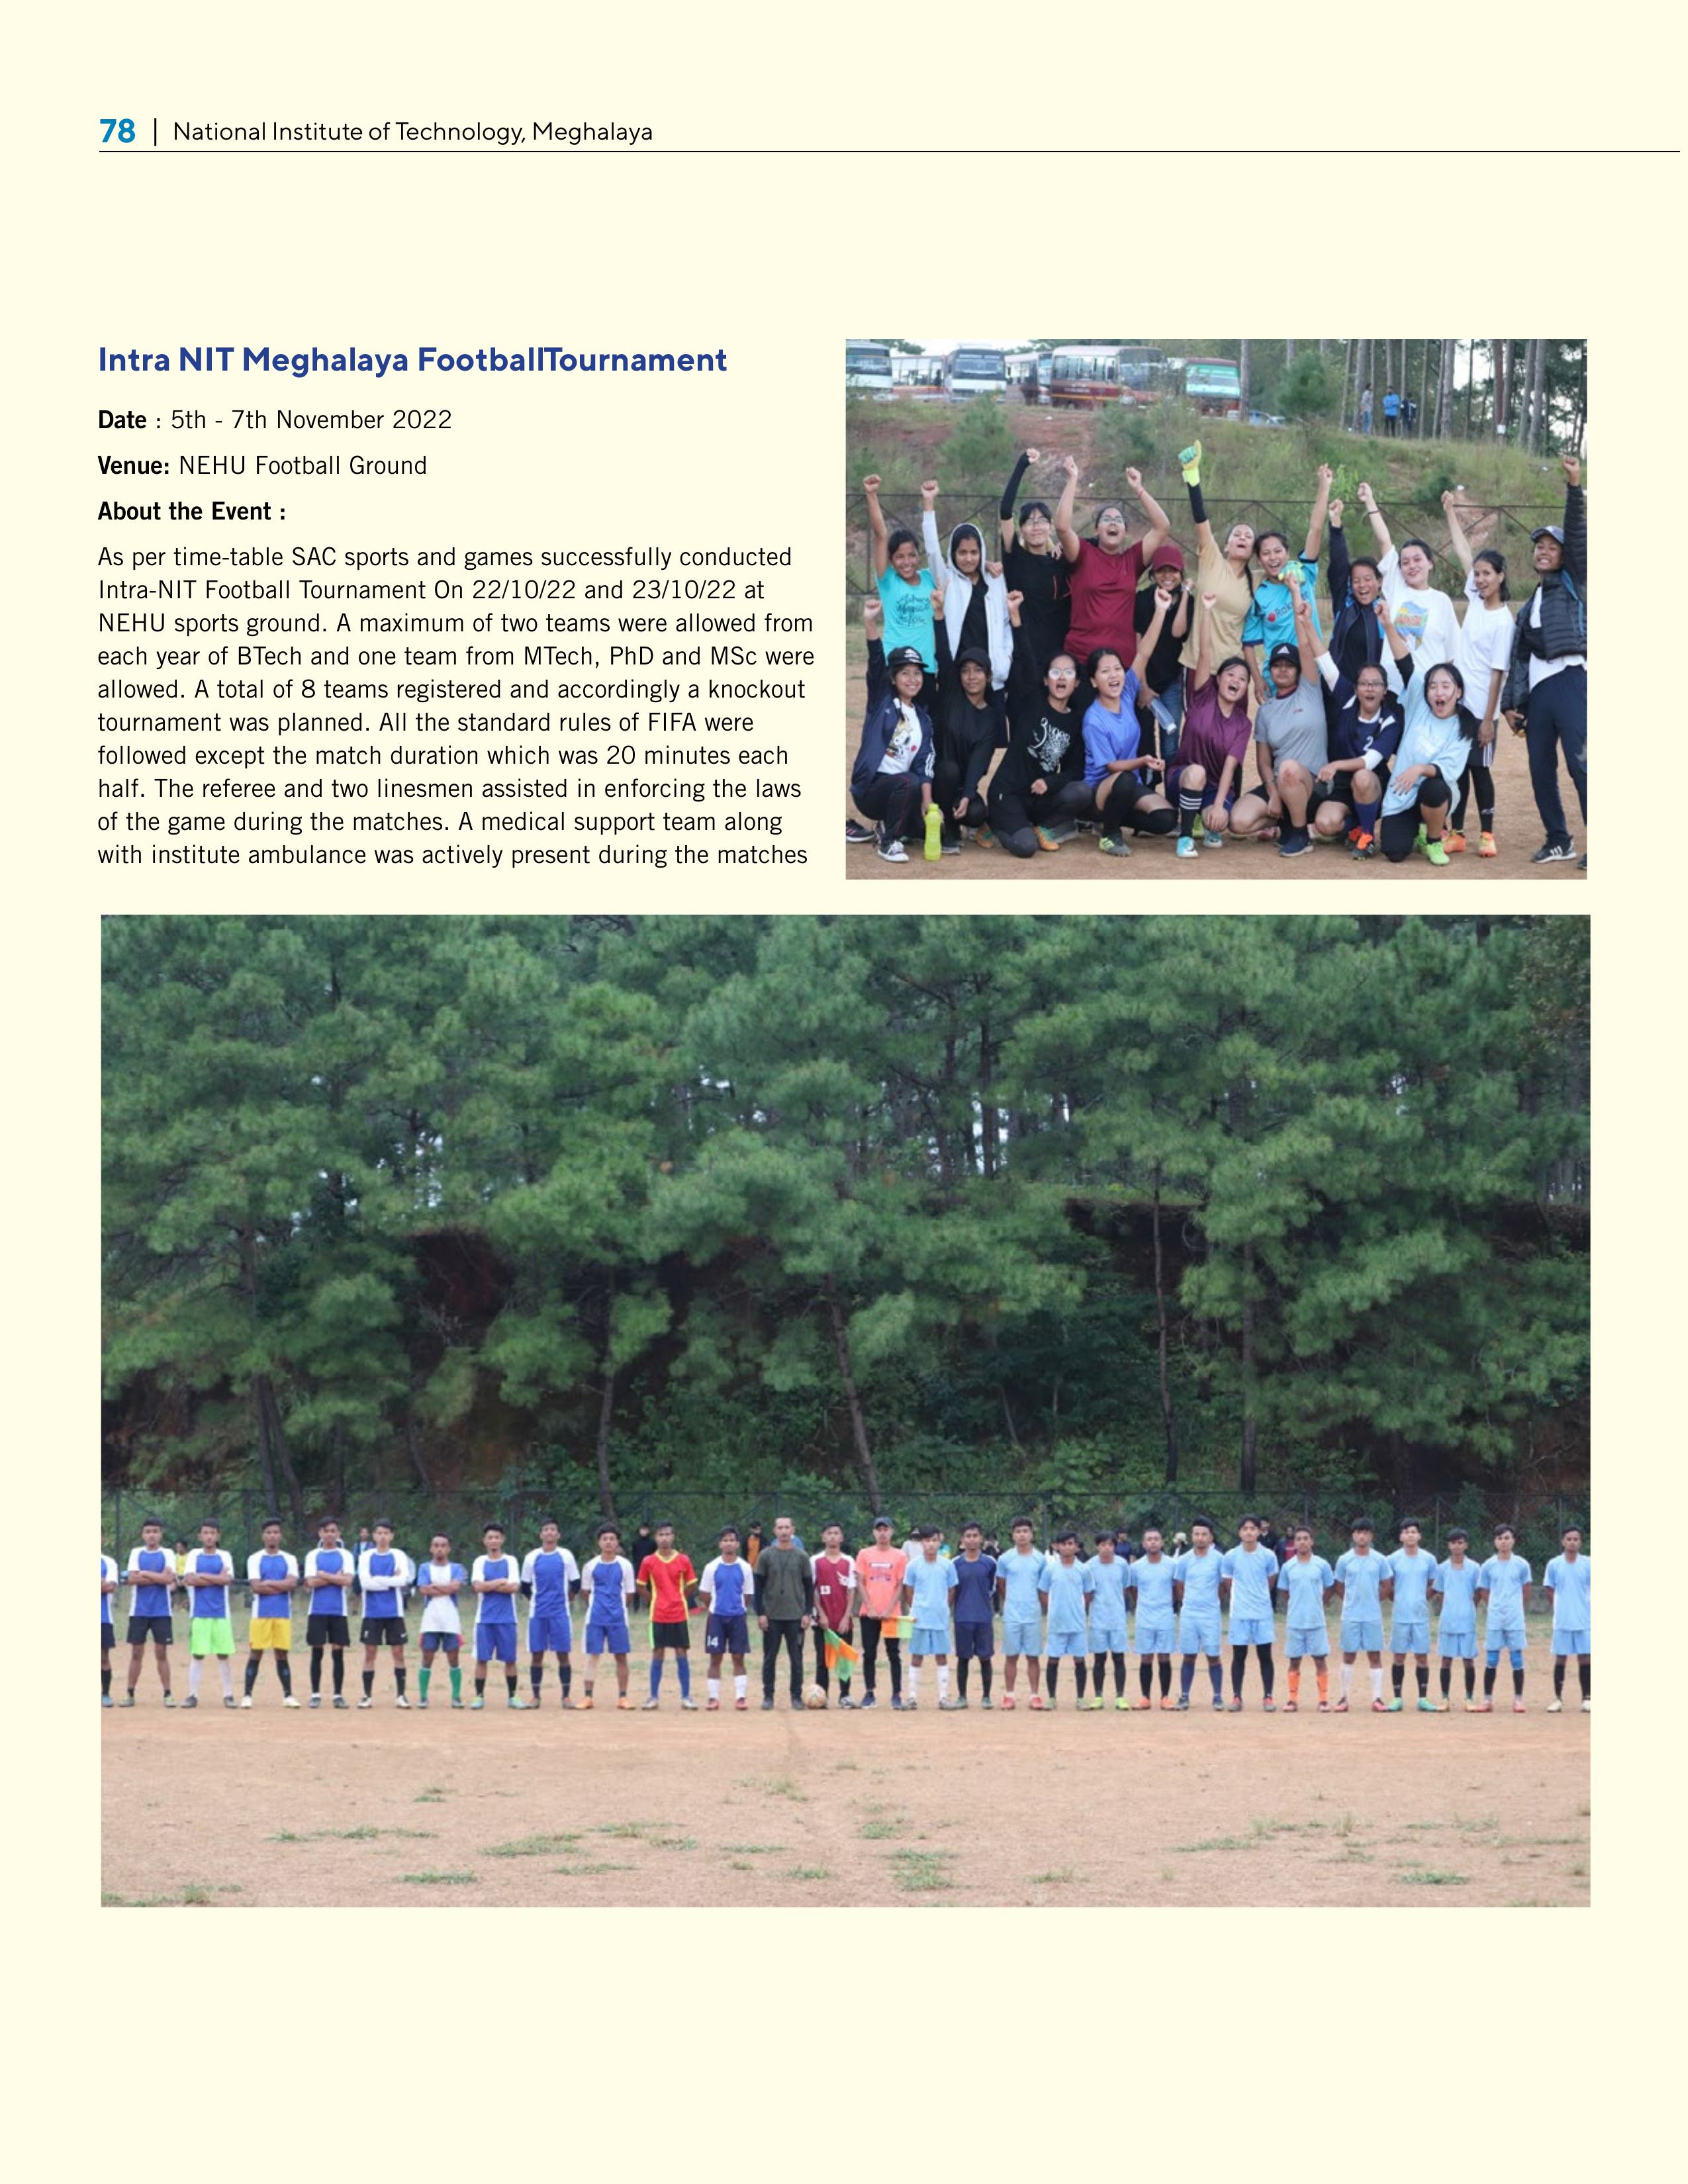 78 | National Institute of Technology, Meghalaya
Intra NIT Meghalaya FootballTournament
Date : 5th - 7th November 2022
Venue: NEHU Football Ground
About the Event :
As per time-table SAC sports and games successfully conducted
Intra-NIT Football Tournament On 22/10/22 and 23/10/22 at
NEHU sports ground. A maximum of two teams were allowed from
each year of BTech and one team from MTech, PhD and MSc were
allowed. A total of 8 teams registered and accordingly a knockout
tournament was planned. All the standard rules of FIFA were
followed except the match duration which was 20 minutes each
half. The referee and two linesmen assisted in enforcing the laws
of the game during the matches. A medical support team along
with institute ambulance was actively present during the matches
2
14